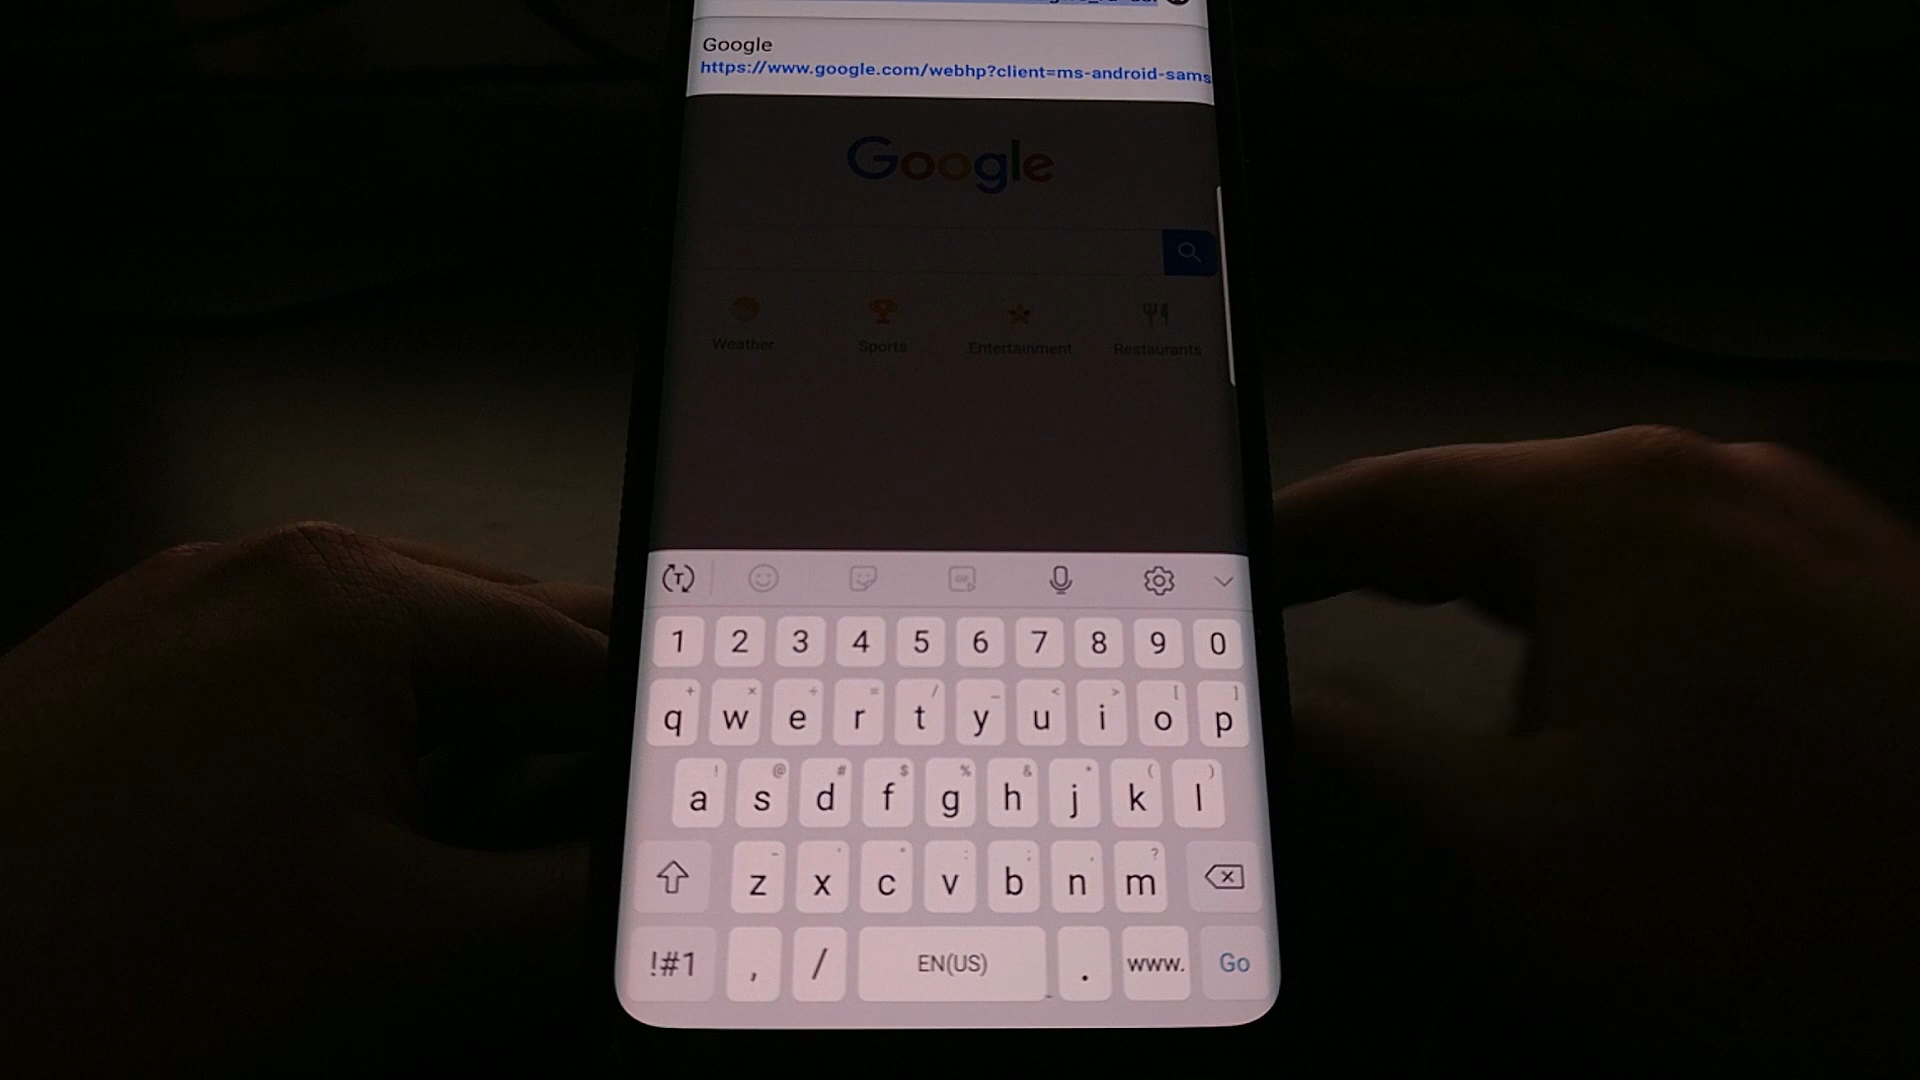 Google
https://www.google.com/webhp?client=ms-android-sams
Google
Weather Sports Entertainment Restaurants
1 2 3 4 5 6 7 8 9 0
q w e r t y u i o p
a s d f g h j k l
z x c v b n m
!#1 , / EN(US) . www. Go